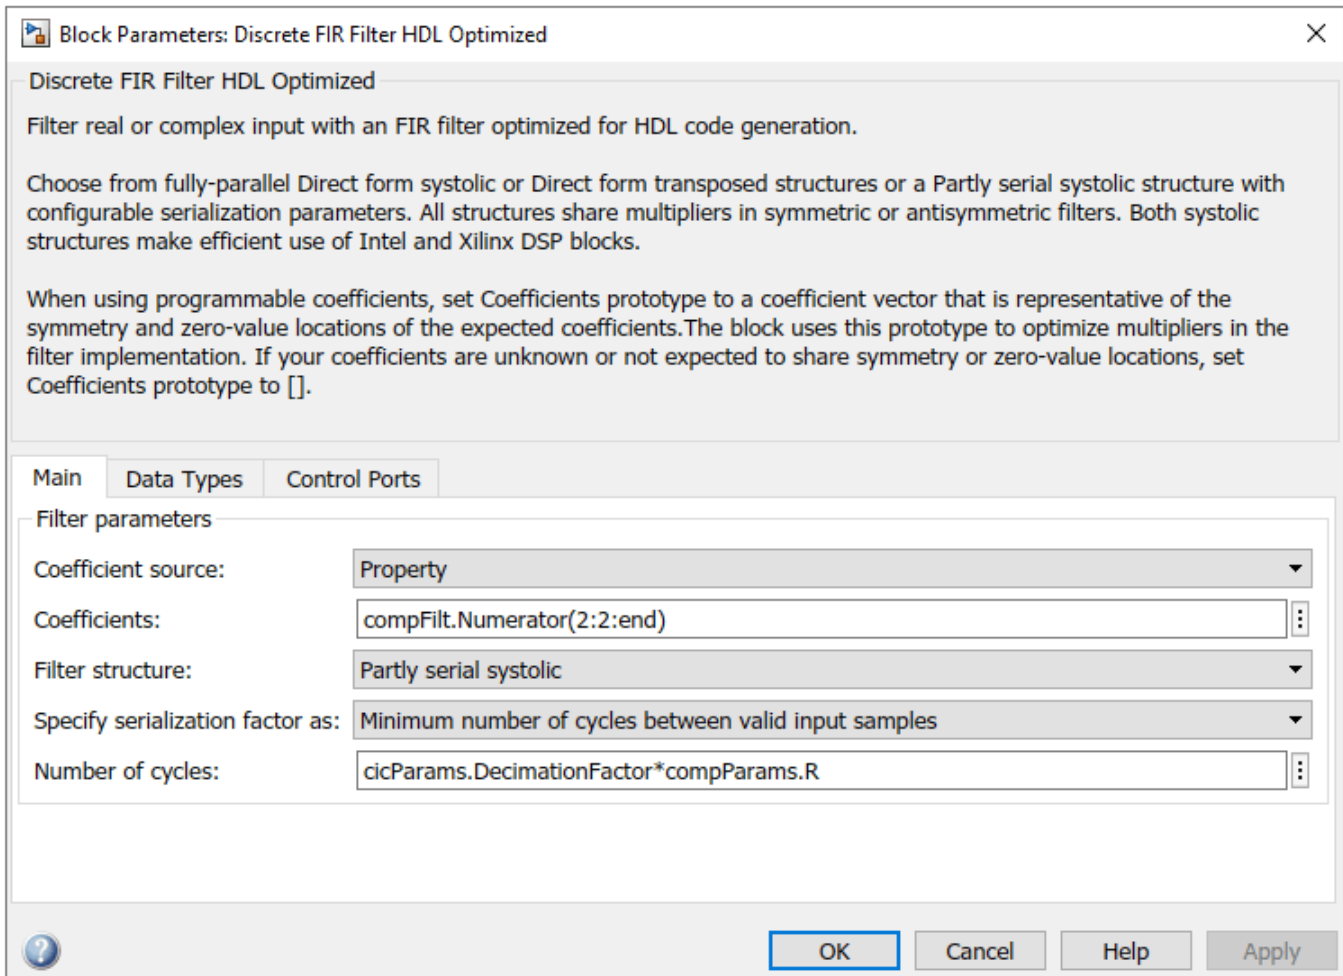 Block Parameters: Discrete FIR Filter HDL Optimized
Discrete FIR Filter HDL Optimized
Filter real or complex input with an FIR filter optimized for HDL code generation.
Choose from fully-parallel Direct form systolic or Direct form transposed structures or a Partly serial systolic structure with
configurable serialization parameters. All structures share multipliers in symmetric or antisymmetric filters. Both systolic
structures make efficient use of Intel and Xilinx DSP blocks.
When using programmable coefficients, set Coefficients prototype to a coefficient vector that is representative of the
symmetry and zero-value locations of the expected coefficients.The block uses this prototype to optimize multipliers in the
filter implementation. If your coefficients are unknown or not expected to share symmetry or zero-value locations, set
Coefficients prototype to [].
Main Data Types Control Ports
Filter parameters
Coefficient source: Property
Coefficients: compFilt.Numerator(2:2:end)
Filter structure: Partly serial systolic
Specify serialization factor as: Minimum number of cycles between valid input samples
Number of cycles: cicParams.DecimationFactor*compParams.R
? OK Cancel Help Apply